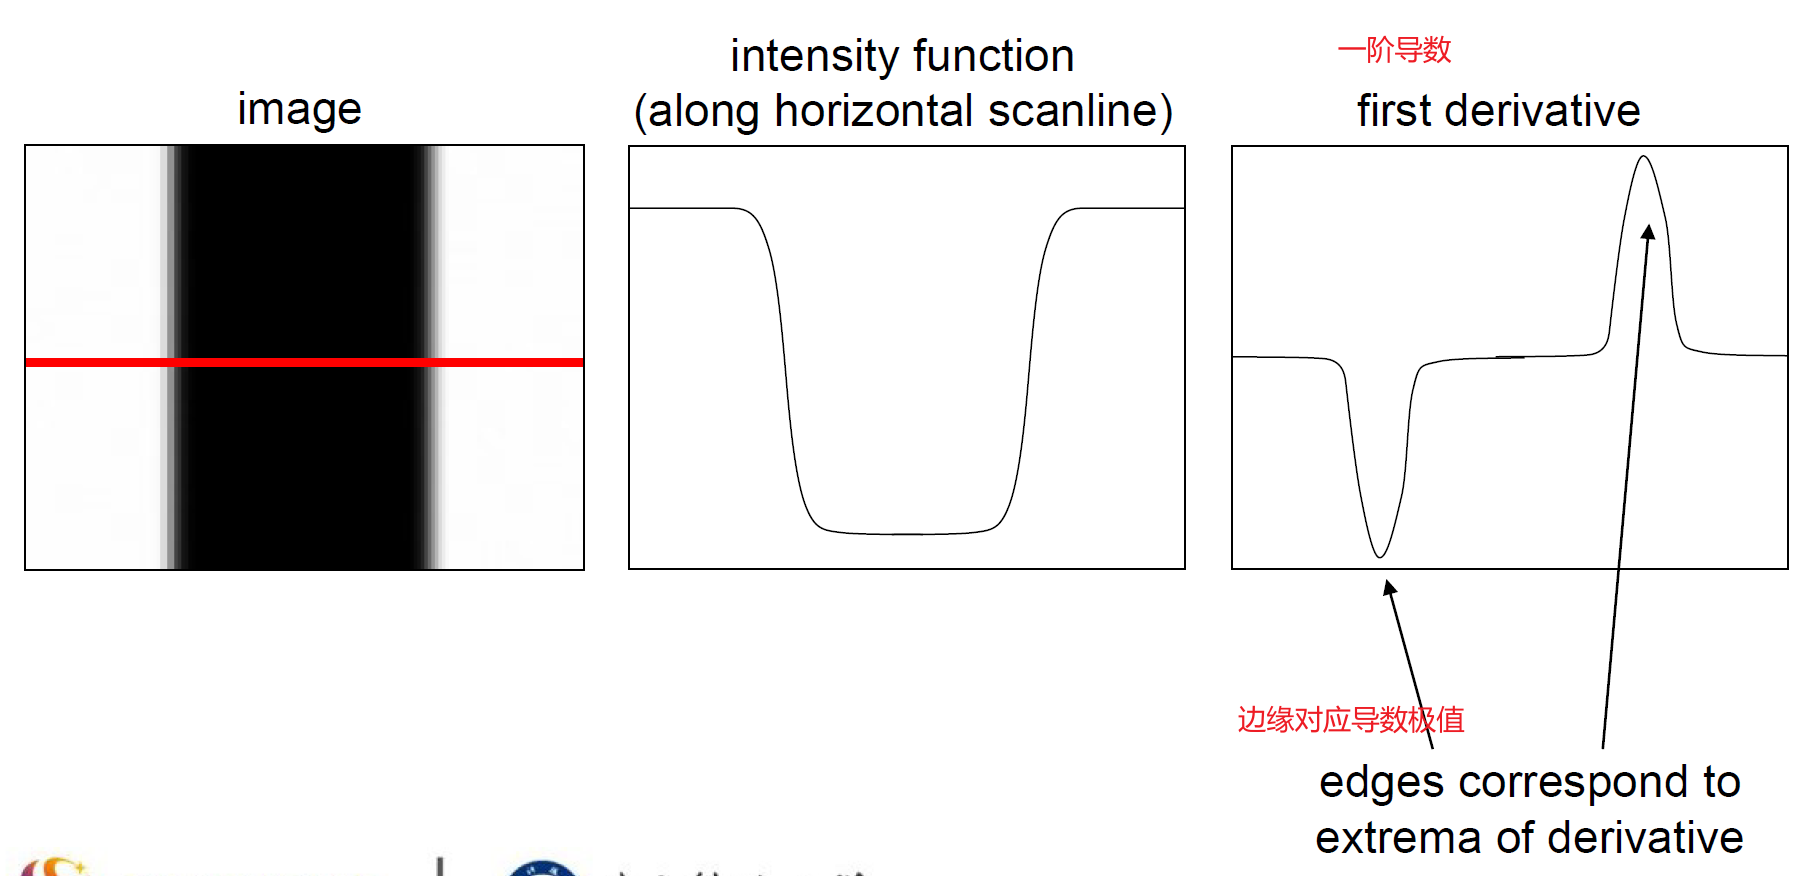 image
intensity function
(along horizontal scanline)
一阶导数
first derivative
边缘对应导数极值
edges correspond to
extrema of derivative